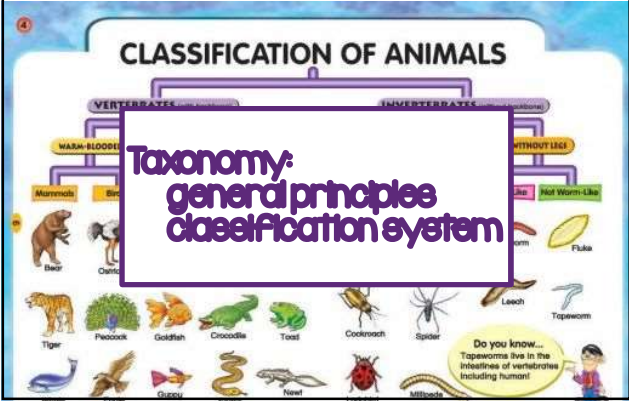 4
CLASSIFICATION OF ANIMALS
VERTEBRATES
INVERTEBRATES backbone)
WARM-BLOODED
WITHOUT LEGS
Mammals
Not Worm-Like
Bear
Fluke
Taxonomy:
general principles
classification system
Leech
Tapeworm
Tiger
Peacock
Goldfish
Crocodile
Toad
Cockroach
Spider
Do you know...
Tapeworms live in the
intestines of vertebrates
including human!
Guppy
Newt
Millipede